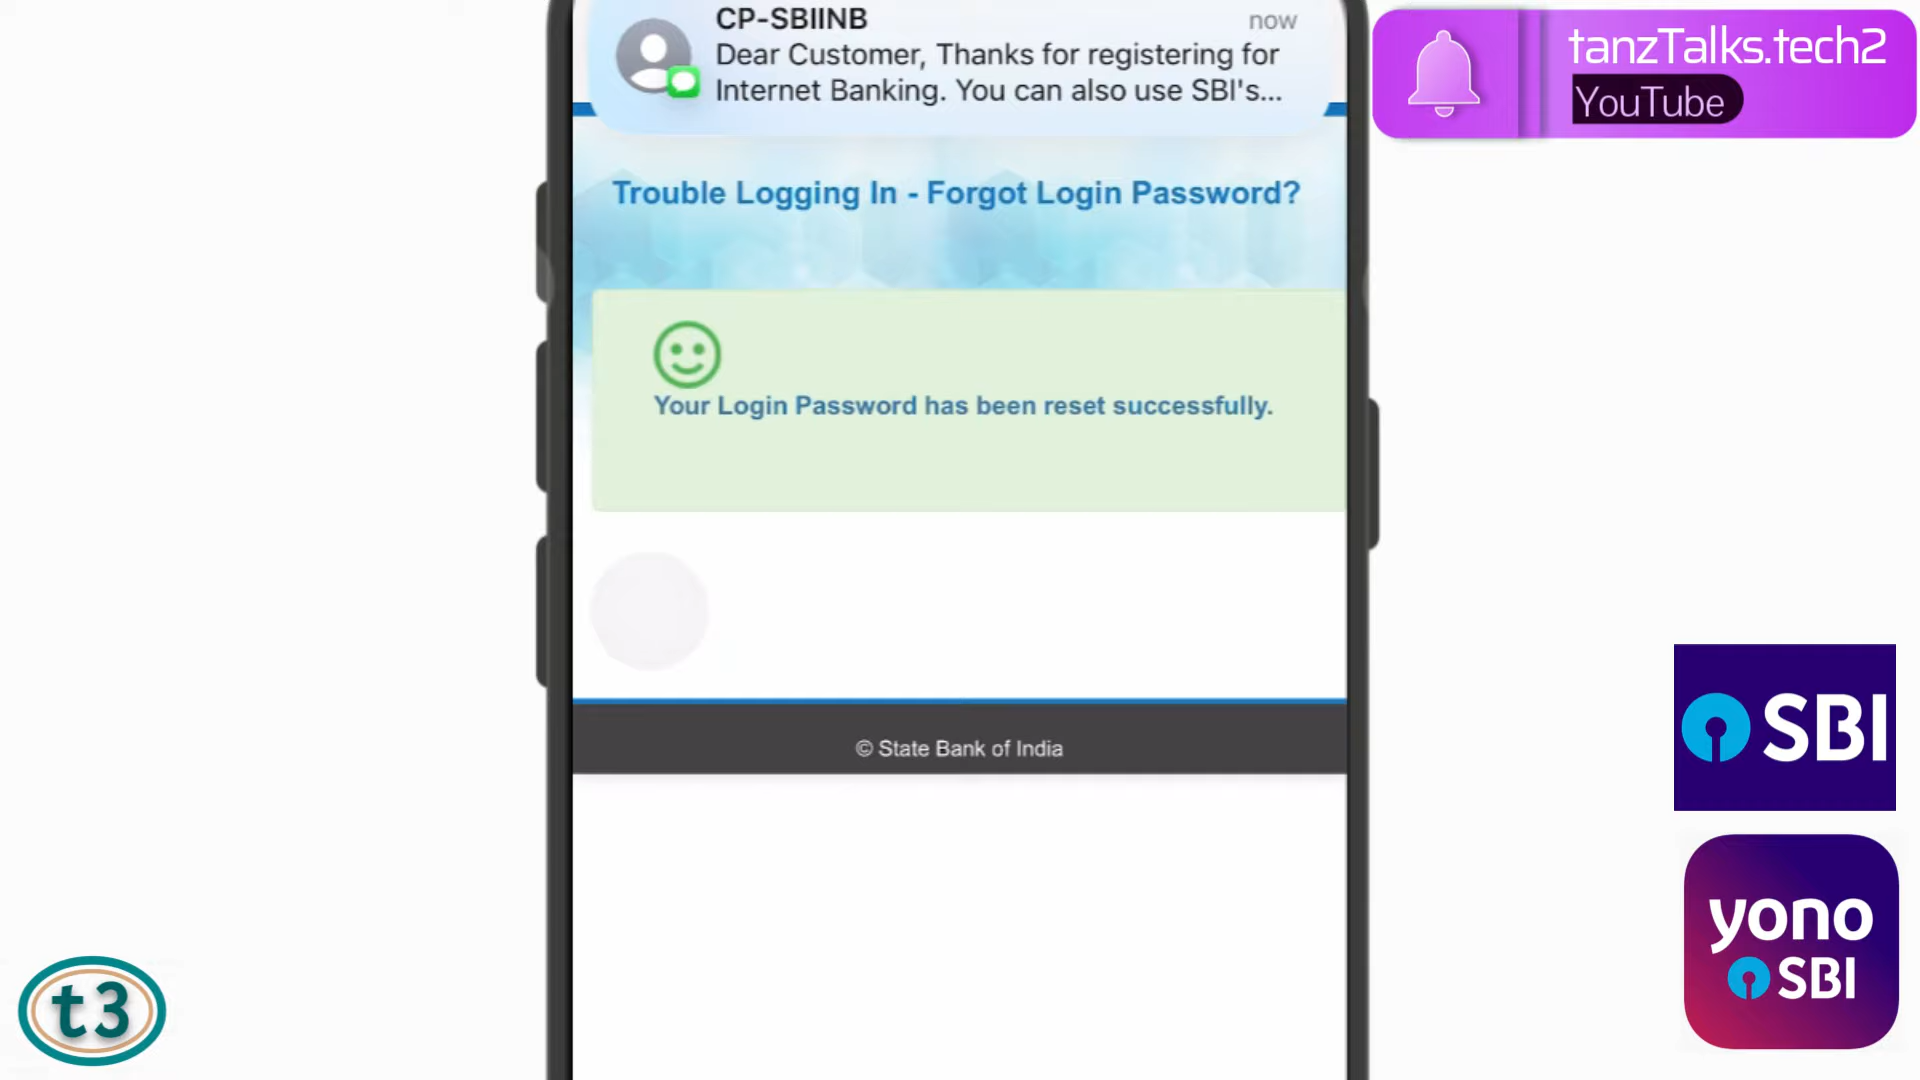 CP-SBIINB
now
Dear Customer, Thanks for registering for
Internet Banking. You can also use SBI's...
tanzTalks.tech2
YouTube
Trouble Logging In - Forgot Login Password?
Your Login Password has been reset successfully.
© State Bank of India
SBI
yono
SBI
t3